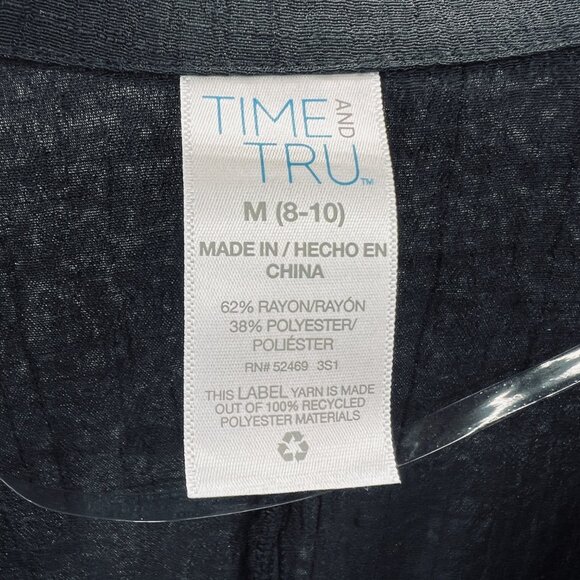 TIME AND
TRU™
M (8-10)
MADE IN / HECHO EN
CHINA
62% RAYON/RAYÓN
38% POLYESTER/
POLIÉSTER
RN# 52469 3S1
THIS LABEL YARN IS MADE
OUT OF 100% RECYCLED
POLYESTER MATERIALS